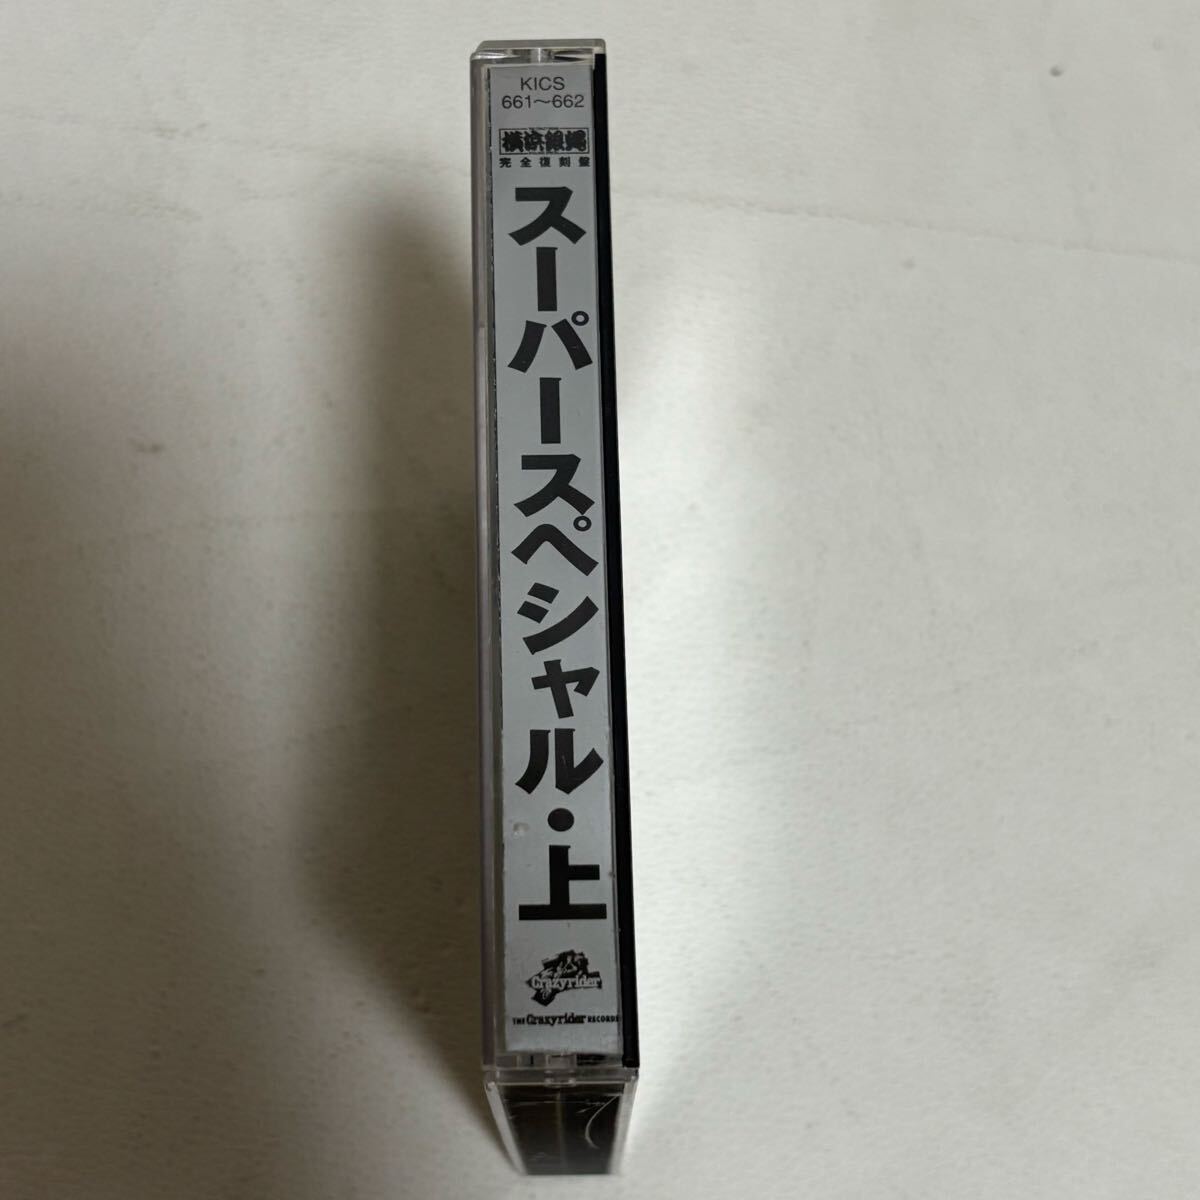 KICS
661〜662
横浜銀蝿
完全復刻盤
スーパースペシャル・上
Crazyrider
THE Crazyrider RECORDS